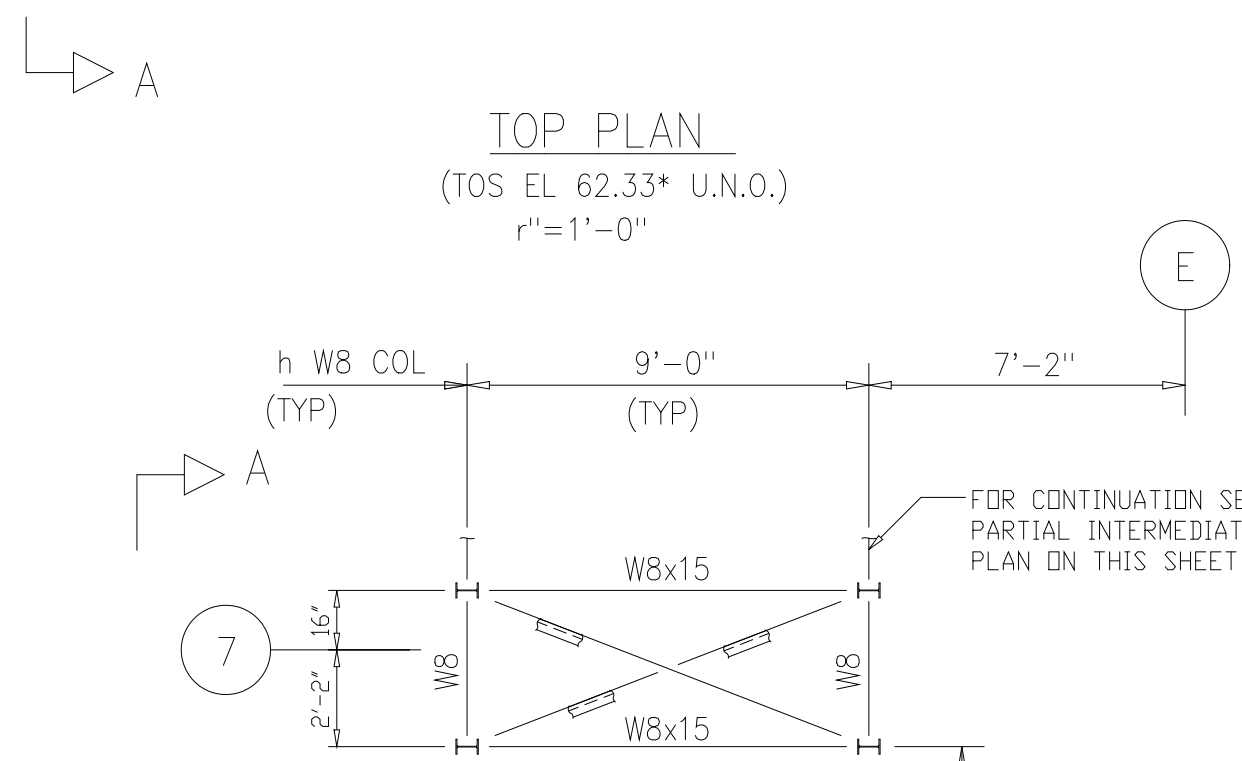 A
TOP PLAN
(TOS EL 62.33* U.N.O.)
r"=1'-0"
E
h W8 COL
(TYP)
9'-0"
(TYP)
7'-2"
A
FOR CONTINUATION SE
PARTIAL INTERMEDIAT
PLAN ON THIS SHEET
W8x15
16"
7
W8
W8
2'-2"
W8x15